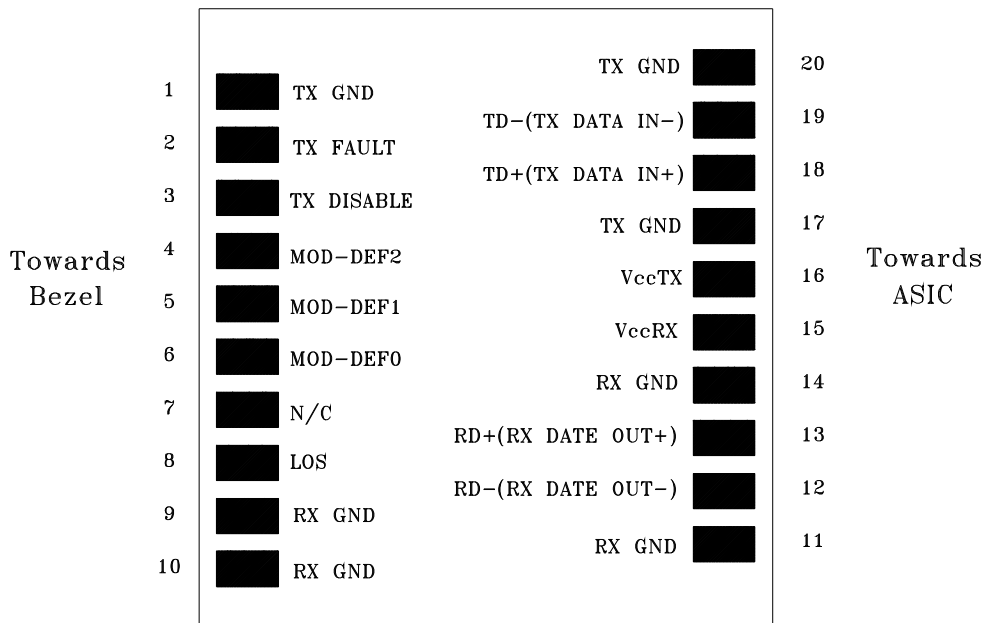 Towards
Bezel
1 TX GND
2 TX FAULT
3 TX DISABLE
4 MOD-DEF2
5 MOD-DEF1
6 MOD-DEF0
7 N/C
8 LOS
9 RX GND
10 RX GND
TX GND 20
TD-(TX DATA IN-) 19
TD+(TX DATA IN+) 18
TX GND 17
VccTX 16
VccRX 15
RX GND 14
RD+(RX DATE OUT+) 13
RD-(RX DATE OUT-) 12
RX GND 11
Towards
ASIC